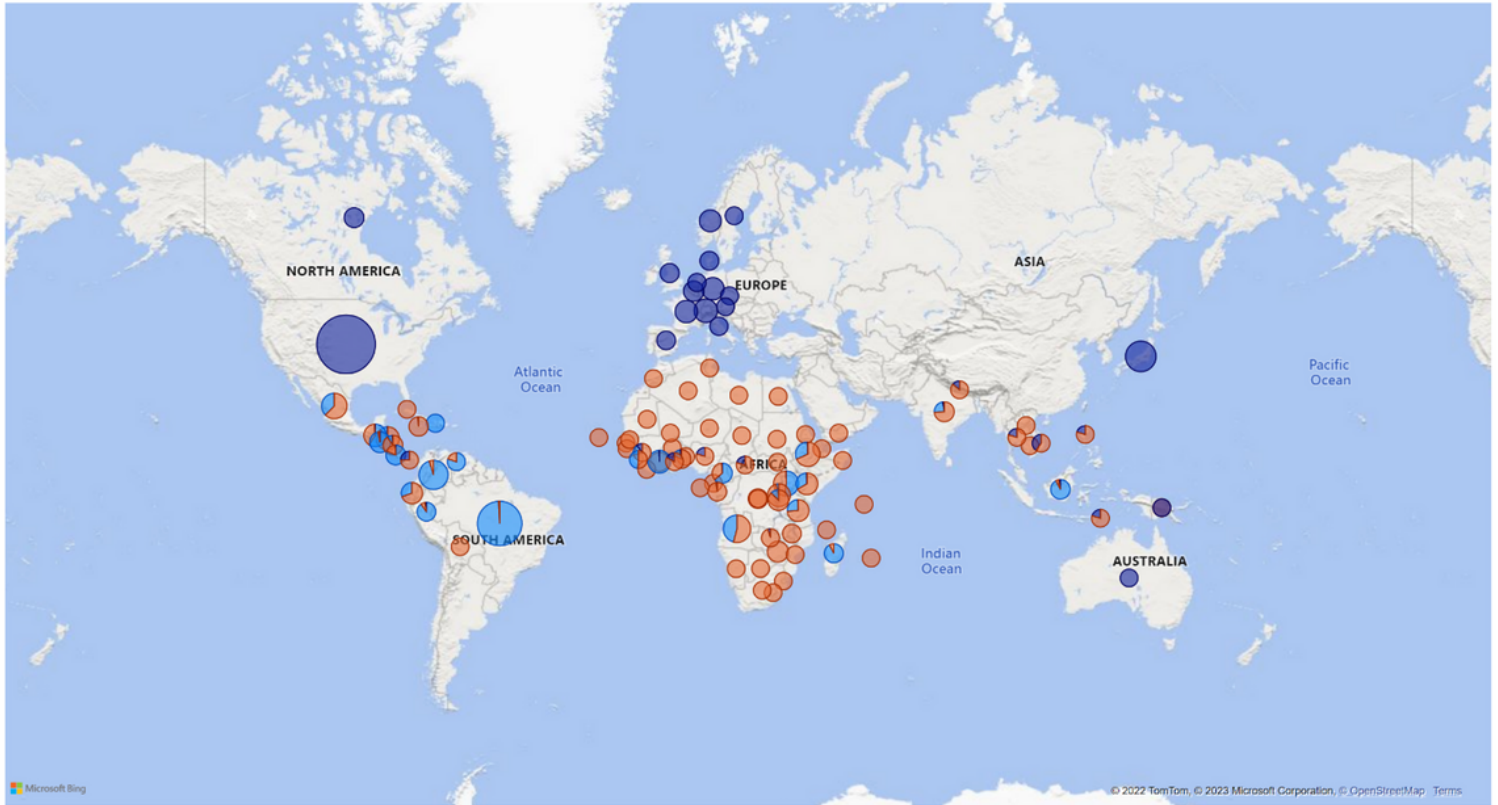 NORTH AMERICA
ASIA
EUROPE
Atlantic
Ocean
Pacific
Ocean
AFRICA
SOUTH AMERICA
Indian
Ocean
AUSTRALIA
Microsoft Bing
© 2022 TomTom, © 2023 Microsoft Corporation, © OpenStreetMap Terms